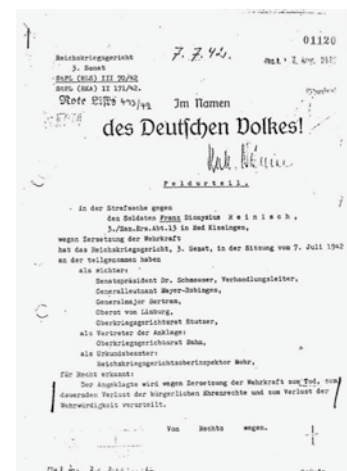 01120
Reichskriegsgericht
7.7.42.
3. Senat
StPL (HLS) III 70/42
StPL (RKA) II 171/42.
Rote Liste
Im Namen
des Deutschen Volkes!
Feldurteil.
In der Strafsache gegen
den Soldaten Franz Dionysius Reinisch,
3./San.Ers.Abt.13 in Bad Kissingen,
wegen Zersetzung der Wehrkraft
hat das Reichskriegsgericht, 3. Senat, in der Sitzung vom 7. Juli 1942
an der teilgenommen haben
als Richter:
Senatspräsident Dr. Schmauser, Verhandlungsleiter,
Generalleutnant Mayer-Rabingen,
Generalmajor Bertram,
Oberst von Limburg,
Oberkriegsgerichtsrat Stutzer,
als Vertreter der Anklage:
Oberkriegsgerichtsrat Rahn,
als Urkundsbeamter:
Reichskriegsgerichtsoberinspektor Mohr,
für Recht erkannt:
Der Angeklagte wird wegen Zersetzung der Wehrkraft zum Tod, zum
dauernden Verlust der bürgerlichen Ehrenrechte und zum Verlust der
Wehrwürdigkeit verurteilt.
Von Rechts wegen.